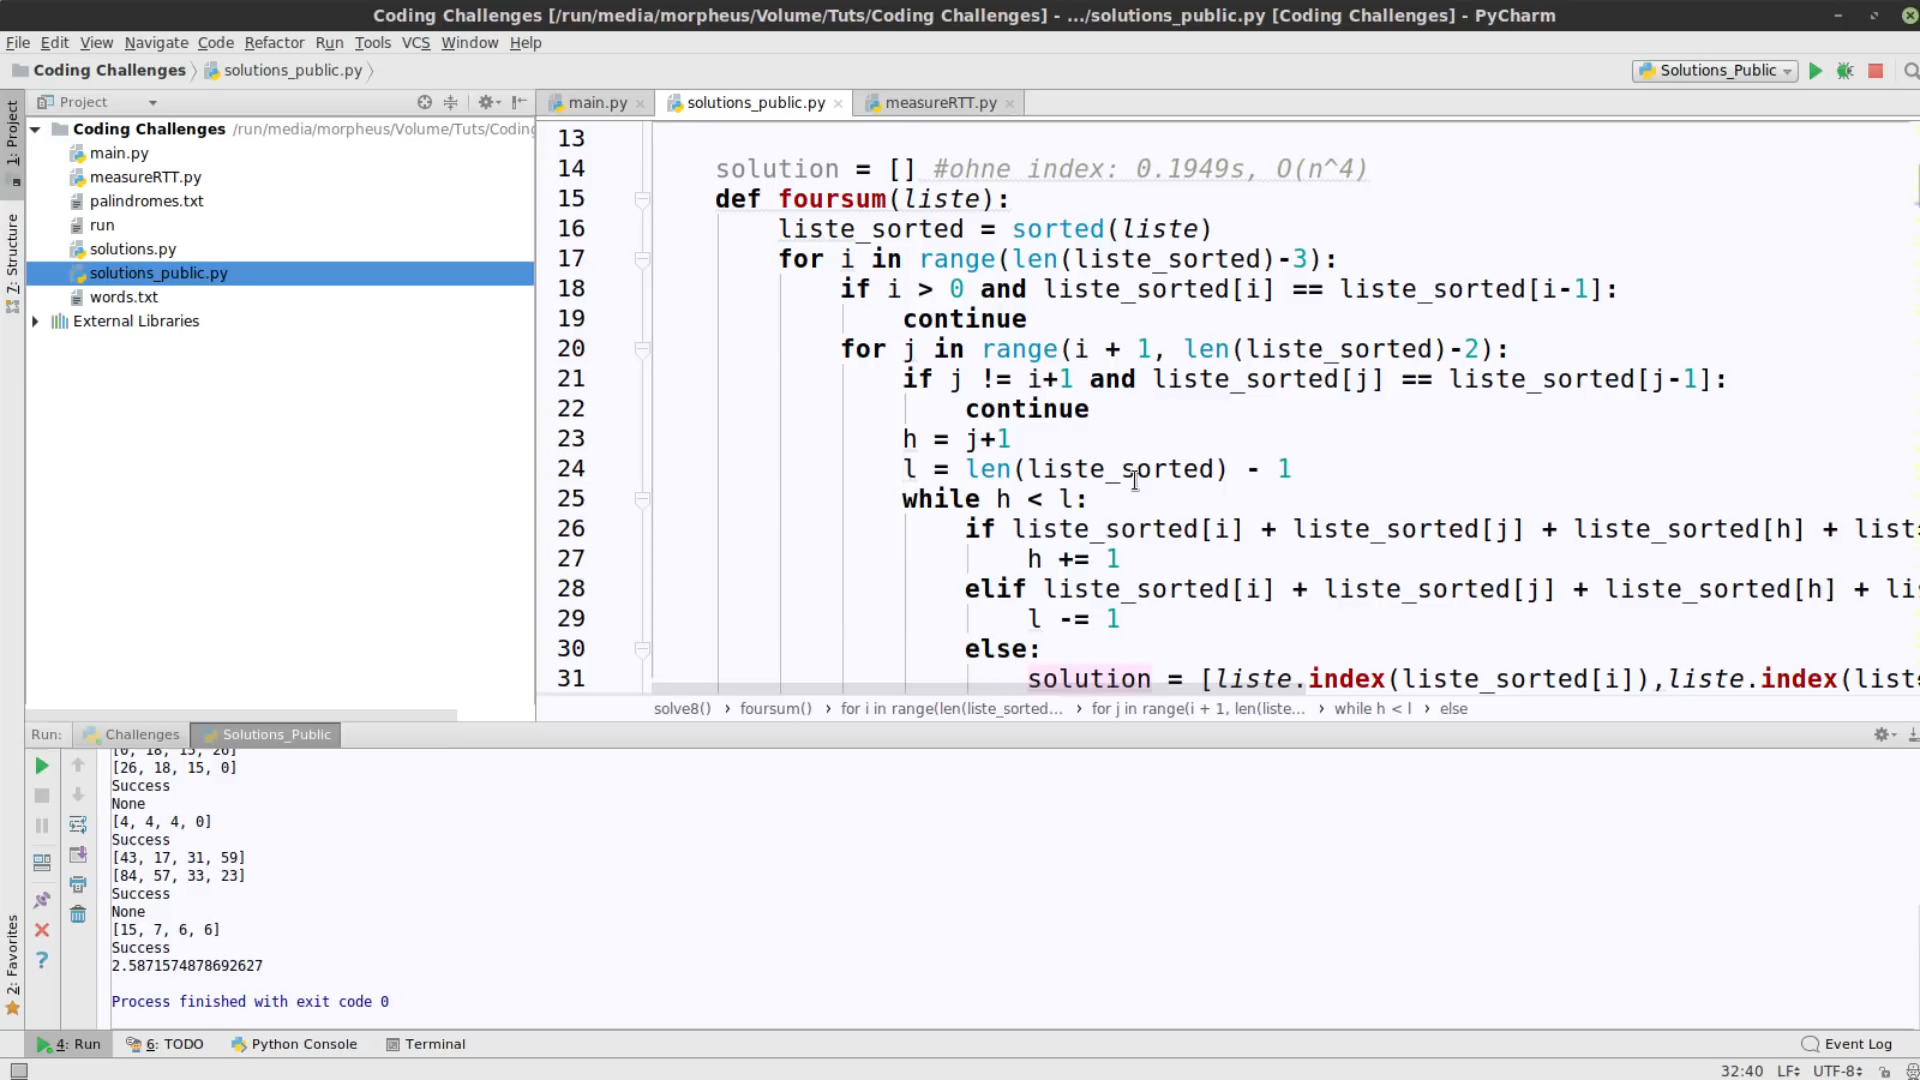 Coding Challenges [/run/media/morpheus/Volume/Tuts/Coding Challenges] - .../solutions_public.py [Coding Challenges] - PyCharm
File Edit View Navigate Code Refactor Run Tools VCS Window Help
Coding Challenges solutions_public.py
Solutions_Public
1: Project
7: Structure
2: Favorites
Project
Coding Challenges /run/media/morpheus/Volume/Tuts/Coding
main.py
measureRTT.py
palindromes.txt
run
solutions.py
solutions_public.py
words.txt
External Libraries
main.py solutions_public.py measureRTT.py
13
14 solution = [] #ohne index: 0.1949s, O(n^4)
15 def foursum(liste):
16 liste_sorted = sorted(liste)
17 for i in range(len(liste_sorted)-3):
18 if i > 0 and liste_sorted[i] == liste_sorted[i-1]:
19 continue
20 for j in range(i + 1, len(liste_sorted)-2):
21 if j != i+1 and liste_sorted[j] == liste_sorted[j-1]:
22 continue
23 h = j+1
24 l = len(liste_sorted) - 1
25 while h < l:
26 if liste_sorted[i] + liste_sorted[j] + liste_sorted[h] + list
27 h += 1
28 elif liste_sorted[i] + liste_sorted[j] + liste_sorted[h] + li
29 l -= 1
30 else:
31 solution = [liste.index(liste_sorted[i]),liste.index(list
solve8() foursum() for i in range(len(liste_sorted... for j in range(i + 1, len(liste... while h < l else
Run: Challenges Solutions_Public
[0, 18, 15, 26]
[26, 18, 15, 0]
Success
None
[4, 4, 4, 0]
Success
[43, 17, 31, 59]
[84, 57, 33, 23]
Success
None
[15, 7, 6, 6]
Success
2.5871574878692627
Process finished with exit code 0
4: Run 6: TODO Python Console Terminal Event Log
32:40 LF UTF-8